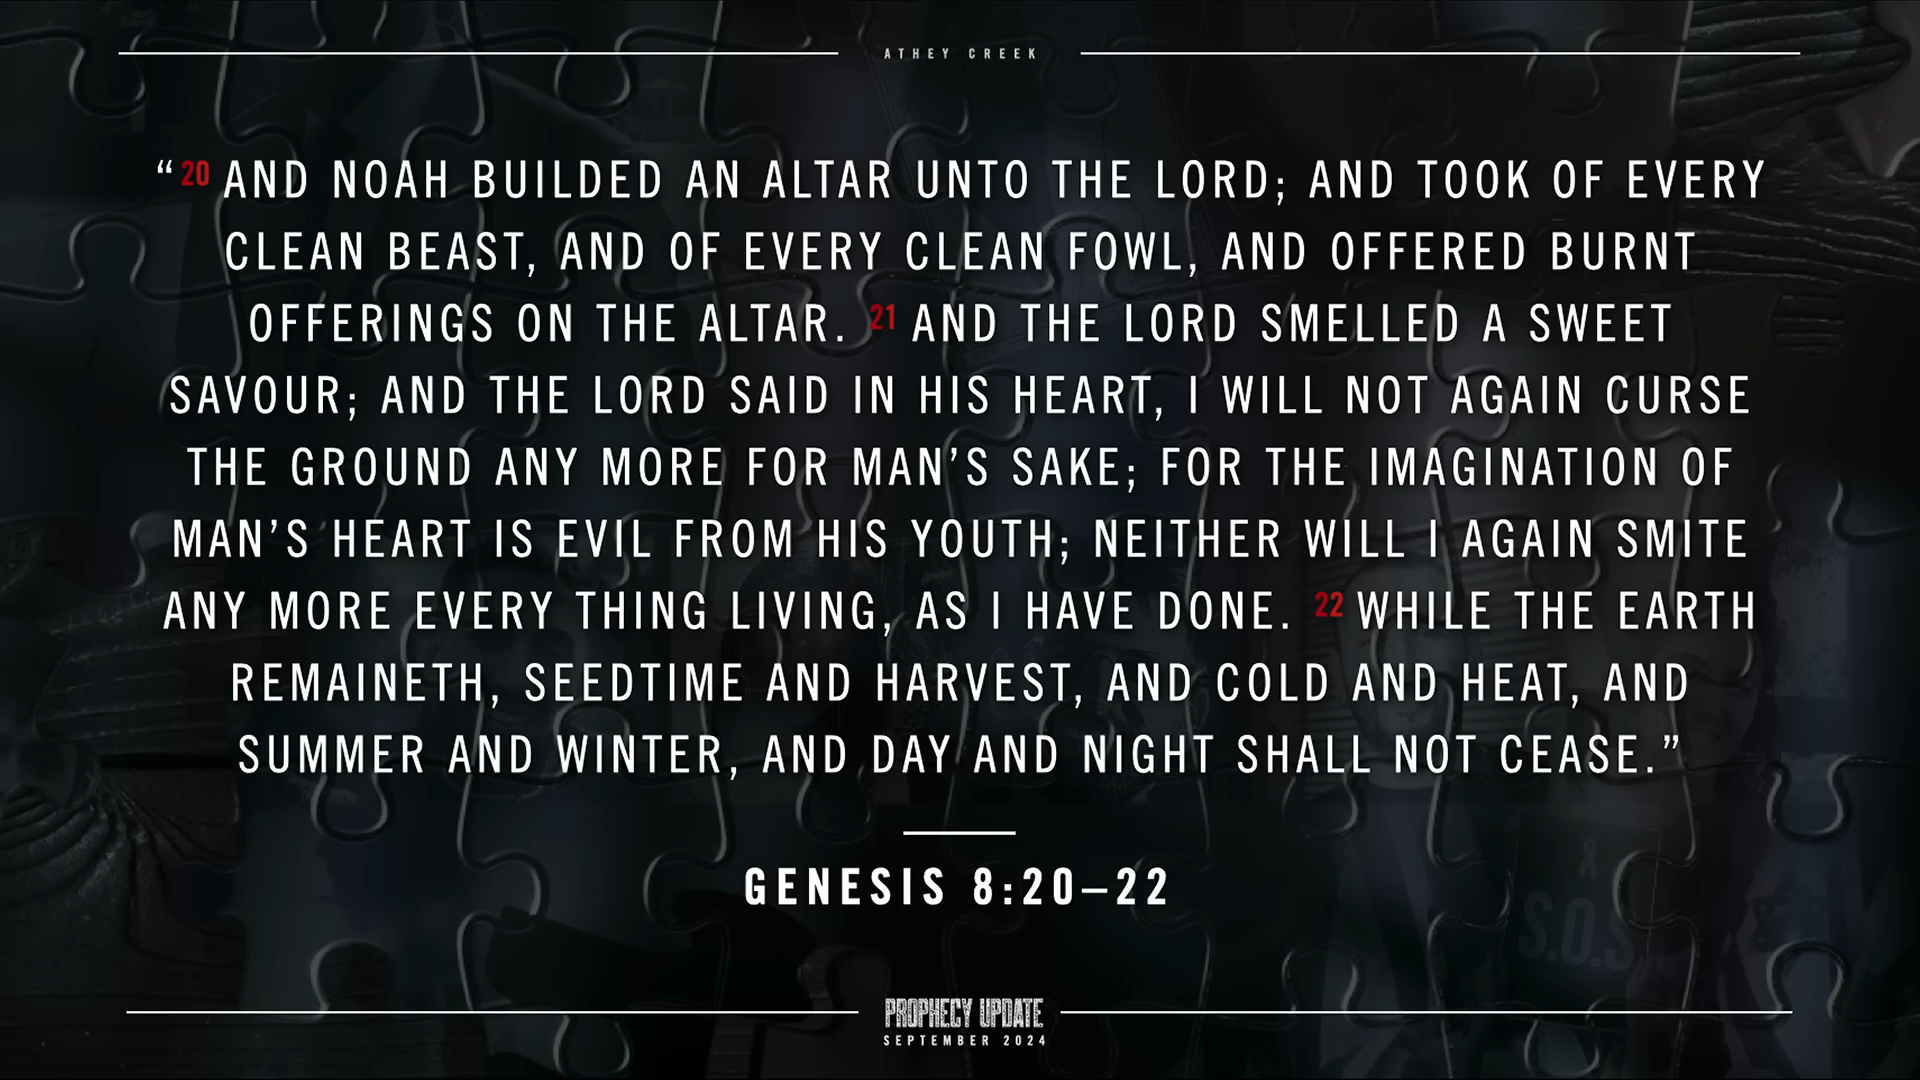 ATHEY CREEK
“20 AND NOAH BUILDED AN ALTAR UNTO THE LORD; AND TOOK OF EVERY
CLEAN BEAST, AND OF EVERY CLEAN FOWL, AND OFFERED BURNT
OFFERINGS ON THE ALTAR. 21 AND THE LORD SMELLED A SWEET
SAVOUR; AND THE LORD SAID IN HIS HEART, I WILL NOT AGAIN CURSE
THE GROUND ANY MORE FOR MAN’S SAKE; FOR THE IMAGINATION OF
MAN’S HEART IS EVIL FROM HIS YOUTH; NEITHER WILL I AGAIN SMITE
ANY MORE EVERY THING LIVING, AS I HAVE DONE. 22 WHILE THE EARTH
REMAINETH, SEEDTIME AND HARVEST, AND COLD AND HEAT, AND
SUMMER AND WINTER, AND DAY AND NIGHT SHALL NOT CEASE.”
GENESIS 8:20–22
S.O.S
PROPHECY UPDATE
SEPTEMBER 2024